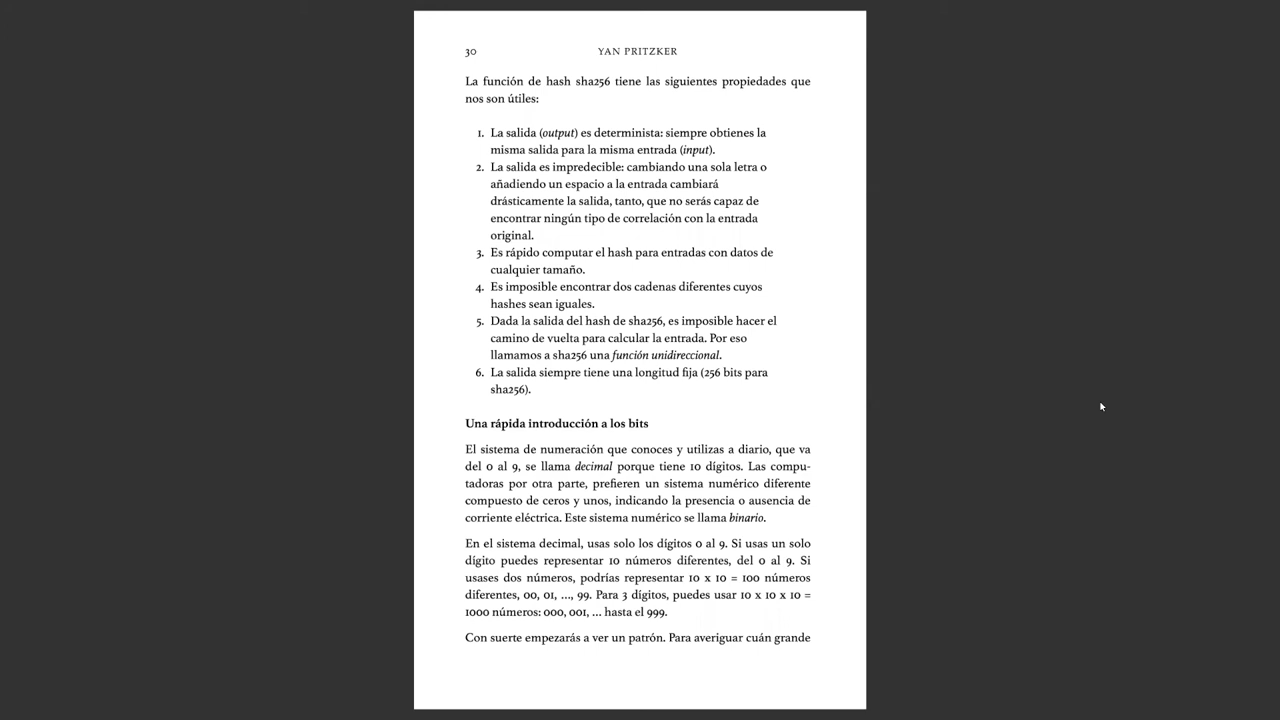 30 YAN PRITZKER
La función de hash sha256 tiene las siguientes propiedades que
nos son útiles:
1. La salida (output) es determinista: siempre obtienes la
misma salida para la misma entrada (input).
2. La salida es impredecible: cambiando una sola letra o
añadiendo un espacio a la entrada cambiará
drásticamente la salida, tanto, que no serás capaz de
encontrar ningún tipo de correlación con la entrada
original.
3. Es rápido computar el hash para entradas con datos de
cualquier tamaño.
4. Es imposible encontrar dos cadenas diferentes cuyos
hashes sean iguales.
5. Dada la salida del hash de sha256, es imposible hacer el
camino de vuelta para calcular la entrada. Por eso
llamamos a sha256 una función unidireccional.
6. La salida siempre tiene una longitud fija (256 bits para
sha256).
Una rápida introducción a los bits
El sistema de numeración que conoces y utilizas a diario, que va
del 0 al 9, se llama decimal porque tiene 10 dígitos. Las compu-
tadoras por otra parte, prefieren un sistema numérico diferente
compuesto de ceros y unos, indicando la presencia o ausencia de
corriente eléctrica. Este sistema numérico se llama binario.
En el sistema decimal, usas solo los dígitos 0 al 9. Si usas un solo
dígito puedes representar 10 números diferentes, del 0 al 9. Si
usases dos números, podrías representar 10 x 10 = 100 números
diferentes, 00, 01, ..., 99. Para 3 dígitos, puedes usar 10 x 10 x 10 =
1000 números: 000, 001, ... hasta el 999.
Con suerte empezarás a ver un patrón. Para averiguar cuán grande